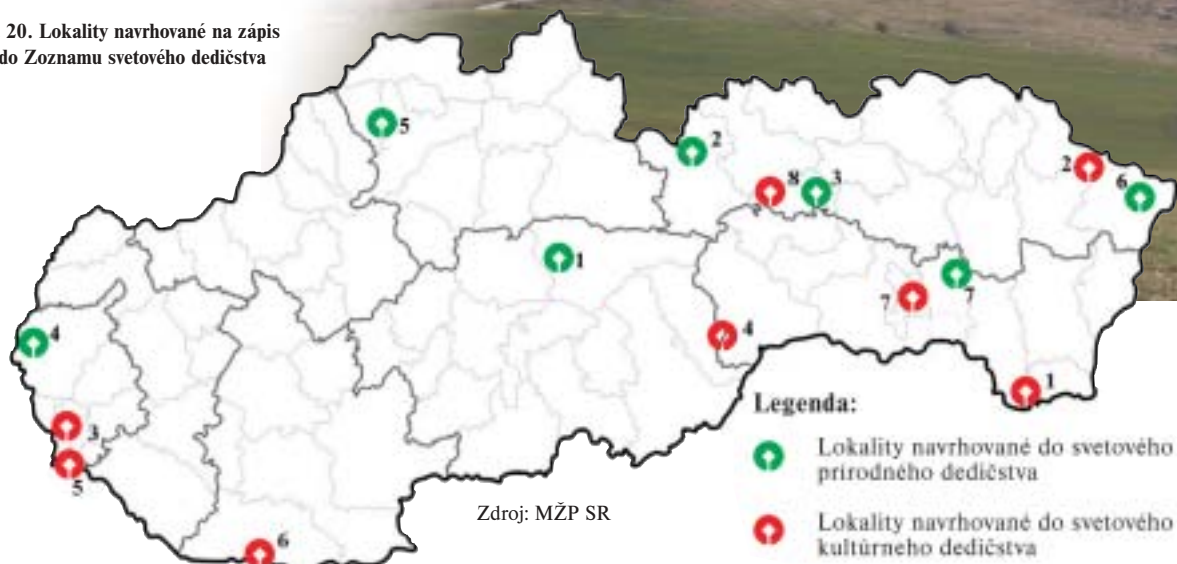 20. Lokality navrhované na zápis
do Zoznamu svetového dedičstva
5
2
8
3
2
6
1
7
7
4
4
1
3
5
6
Legenda:
Lokality navrhované do svetového
prírodného dedičstva
Zdroj: MŽP SR
Lokality navrhované do svetového
kultúrneho dedičstva